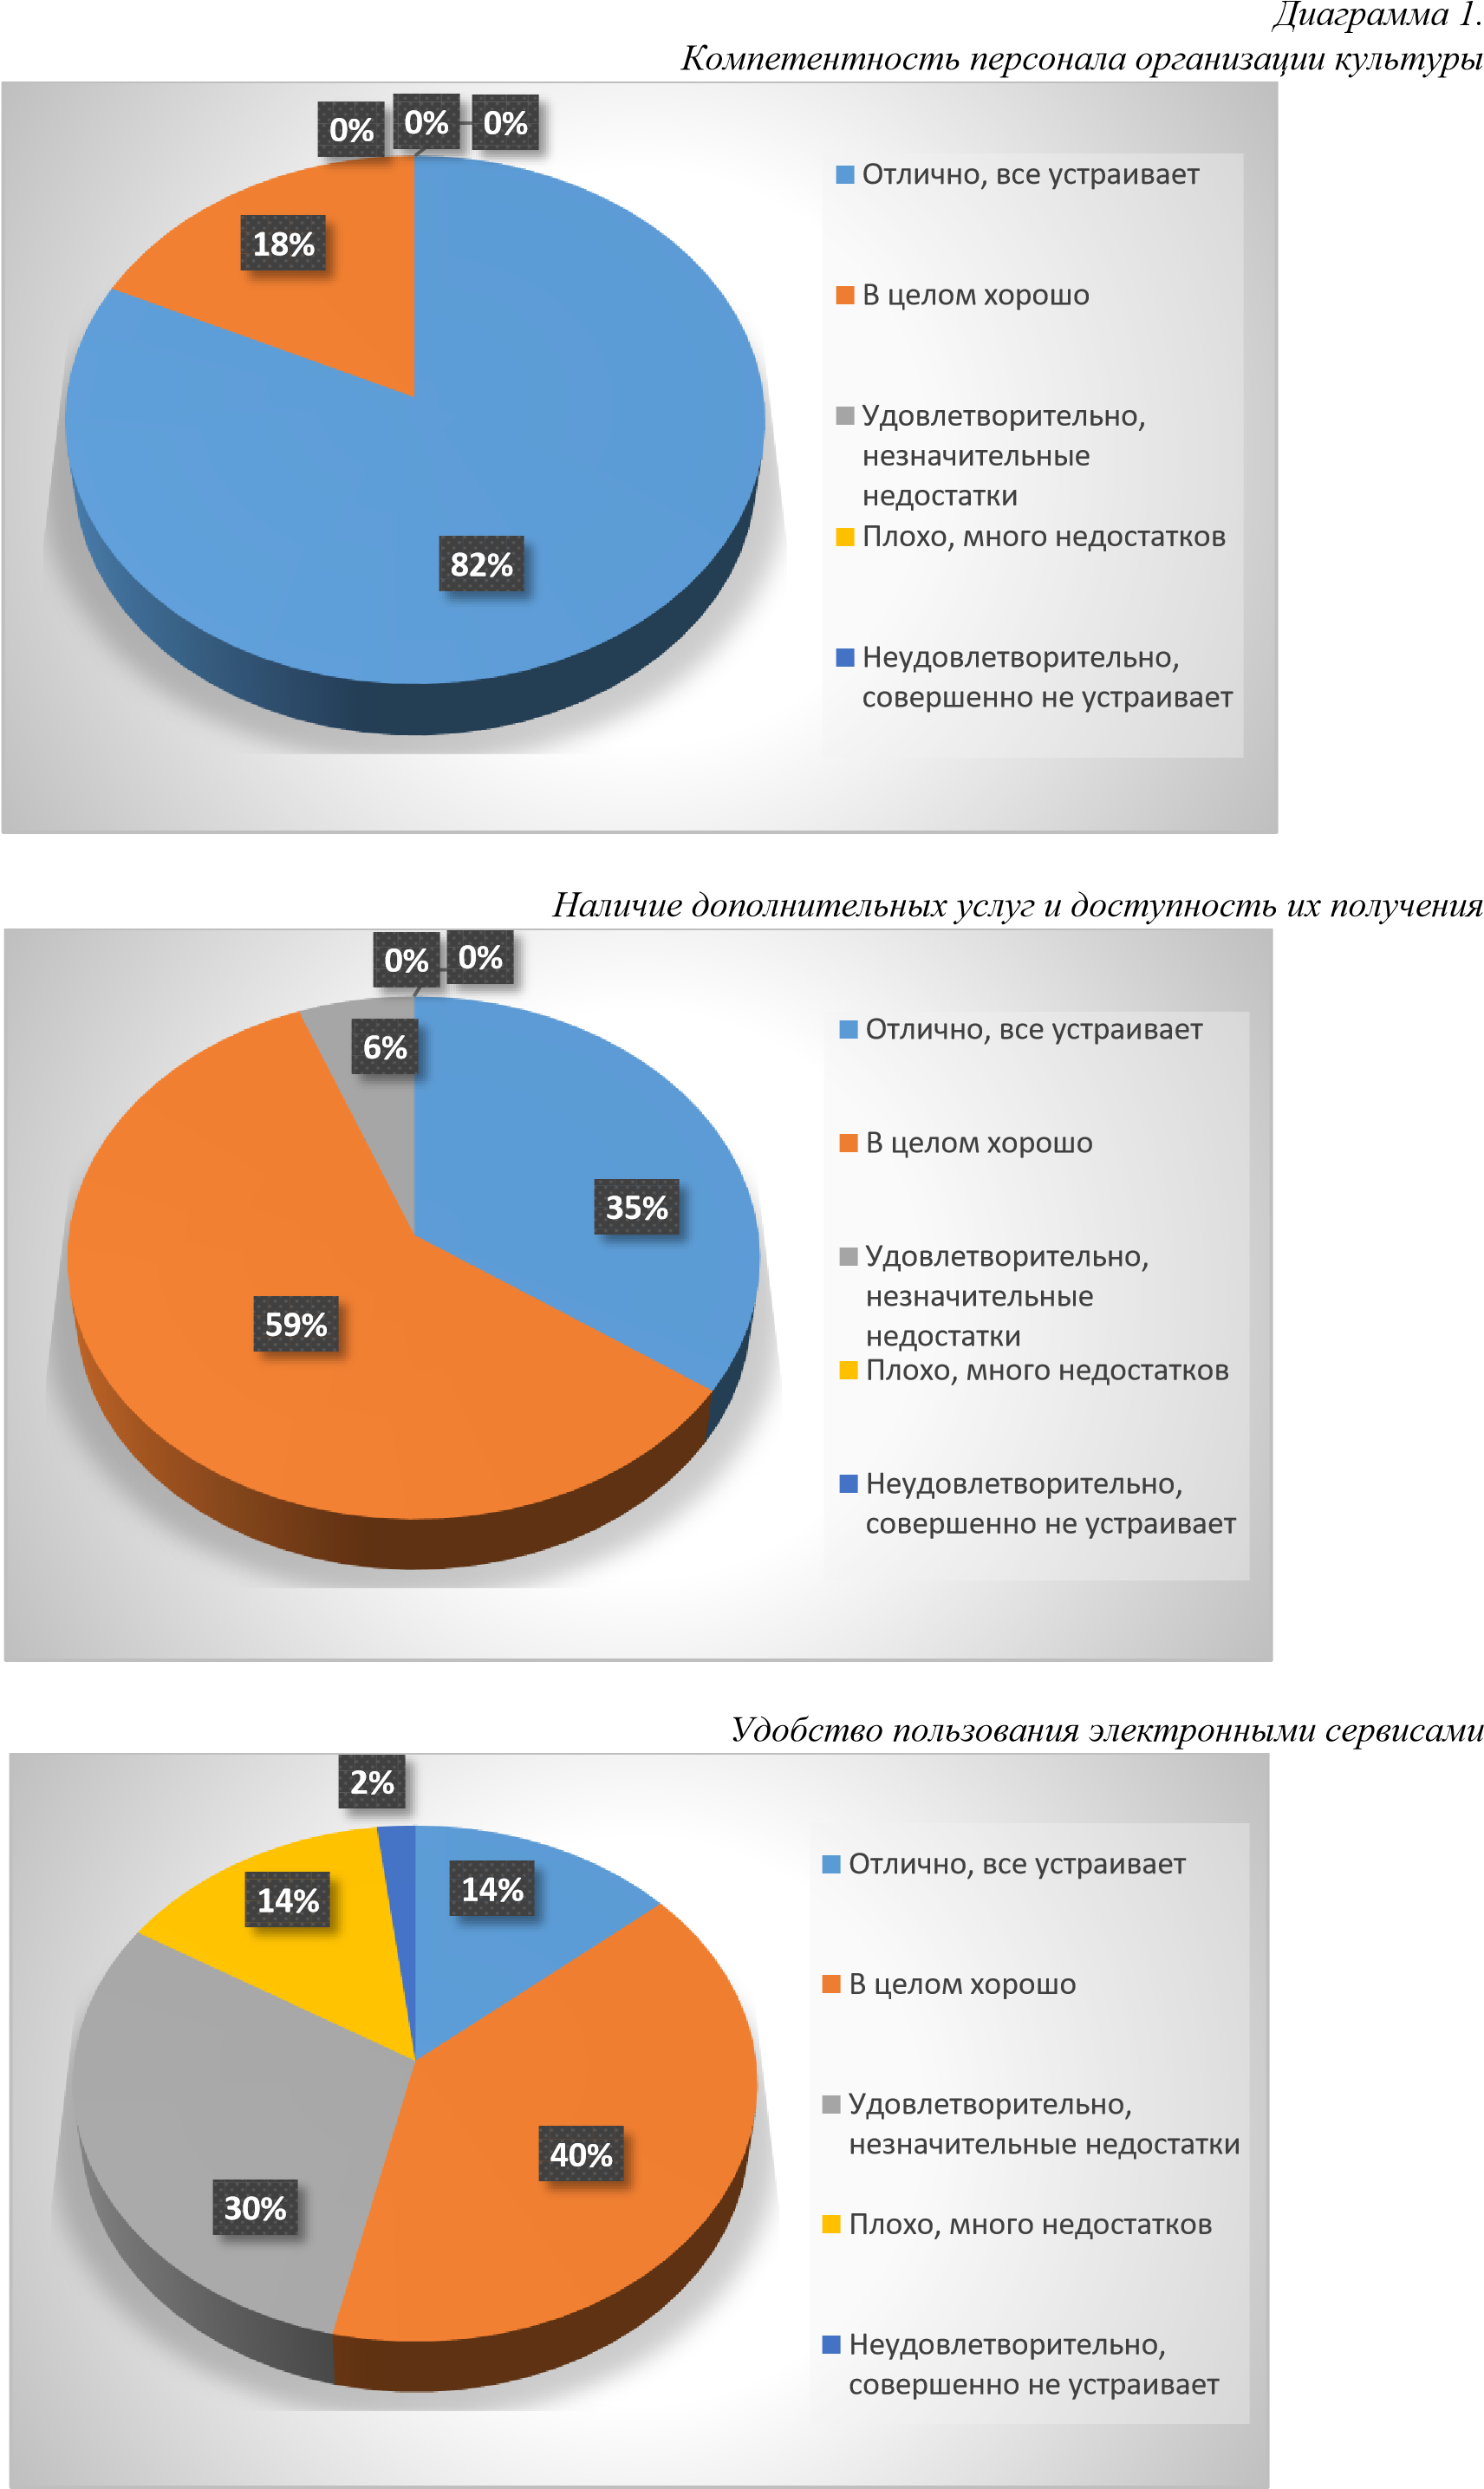 Диаграмма 1.
Компетентность персонала организации культуры
0%
0%
0%
18%
82%
Отлично, все устраивает
В целом хорошо
Удовлетворительно,
незначительные
недостатки
Плохо, много недостатков
Неудовлетворительно,
совершенно не устраивает
Наличие дополнительных услуг и доступность их получения
0%
0%
6%
35%
59%
Отлично, все устраивает
В целом хорошо
Удовлетворительно,
незначительные
недостатки
Плохо, много недостатков
Неудовлетворительно,
совершенно не устраивает
Удобство пользования электронными сервисами
2%
14%
14%
40%
30%
Отлично, все устраивает
В целом хорошо
Удовлетворительно,
незначительные недостатки
Плохо, много недостатков
Неудовлетворительно,
совершенно не устраивает